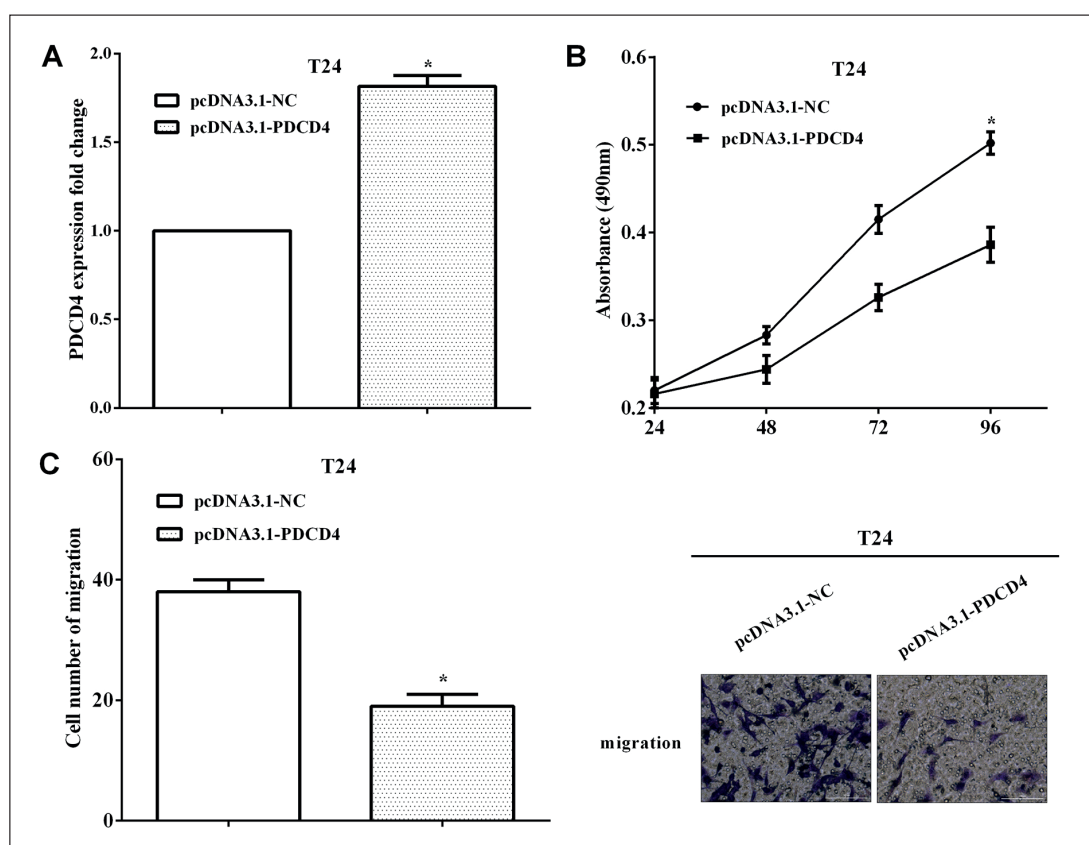 A
T24
*
pcDNA3.1-NC
pcDNA3.1-PDCD4
PDCD4 expression fold change
2.0
1.5
1.0
0.5
0.0
B
T24
pcDNA3.1-NC
pcDNA3.1-PDCD4
*
Absorbance (490nm)
0.6
0.5
0.4
0.3
0.2
24 48 72 96
C
T24
pcDNA3.1-NC
pcDNA3.1-PDCD4
*
Cell number of migration
60
40
20
0
T24
pcDNA3.1-NC
pcDNA3.1-PDCD4
migration